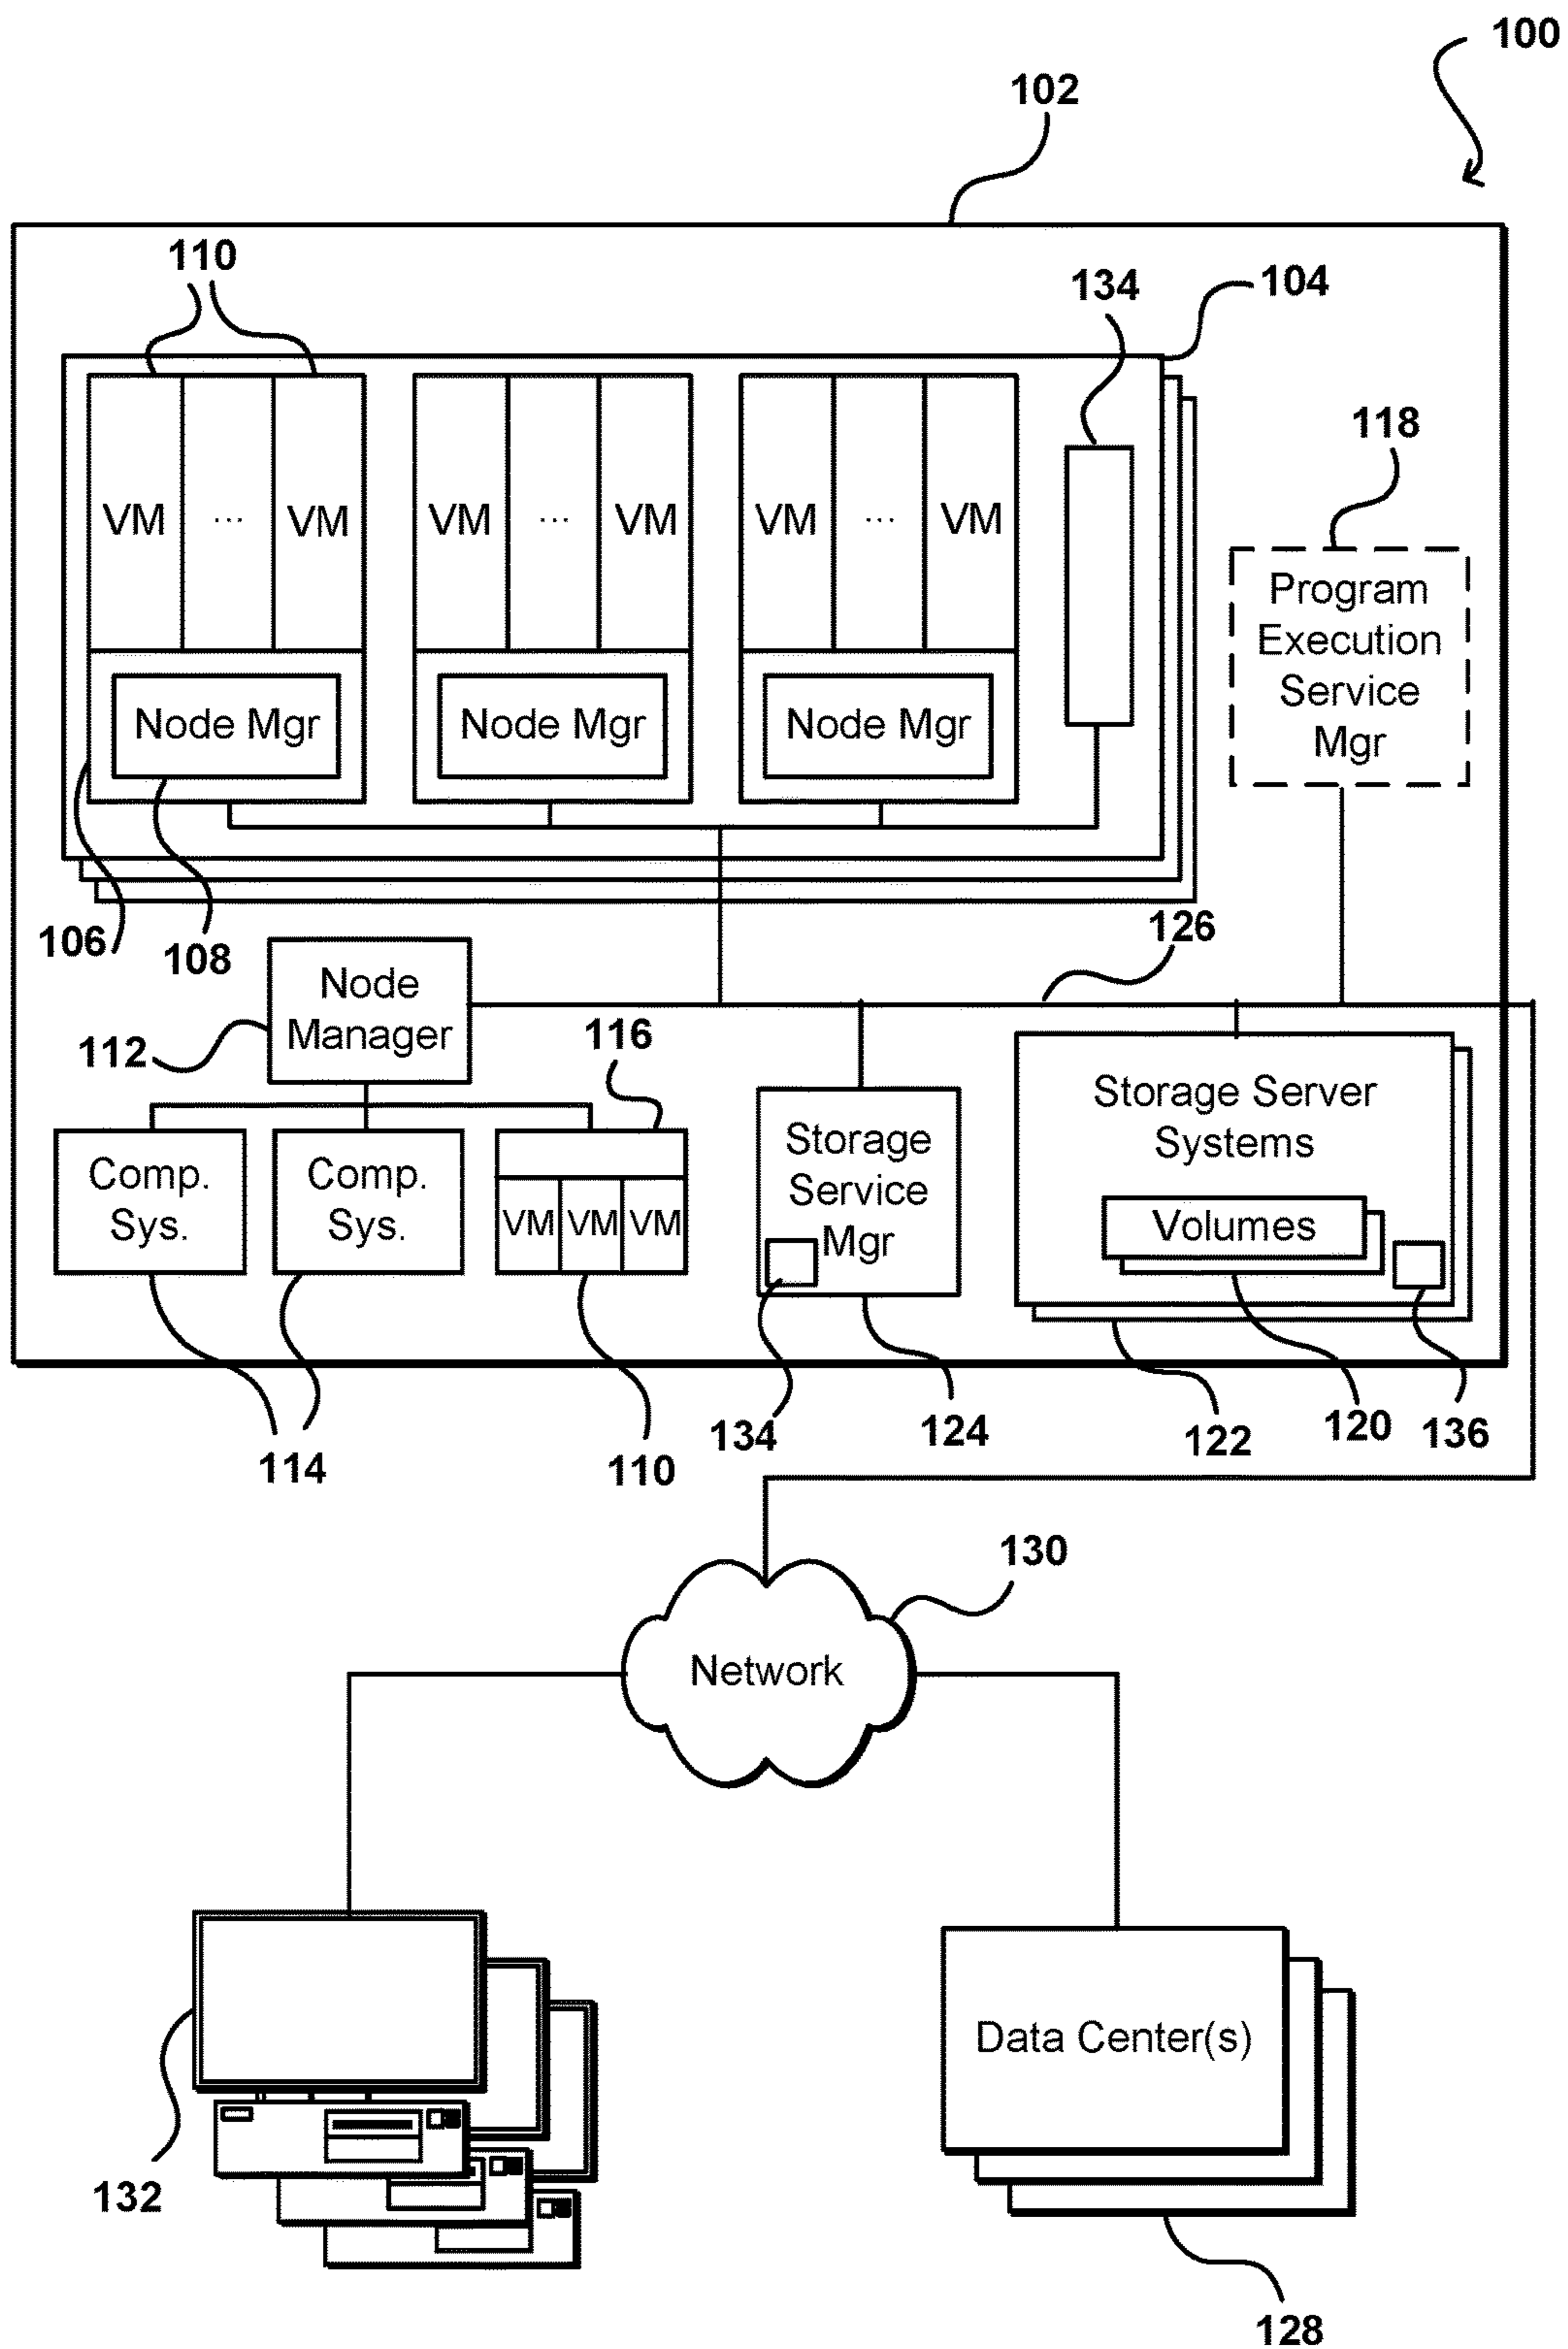 100
102
110
134
104
118
VM
...
VM
VM
...
VM
VM
...
VM
Program
Execution
Service
Mgr
Node Mgr
Node Mgr
Node Mgr
106
108
126
Node
Manager
112
116
Comp.
Sys.
Comp.
Sys.
VM
VM
VM
Storage
Service
Mgr
Storage Server
Systems
Volumes
114
110
134
124
122
120
136
130
Network
Data Center(s)
132
128